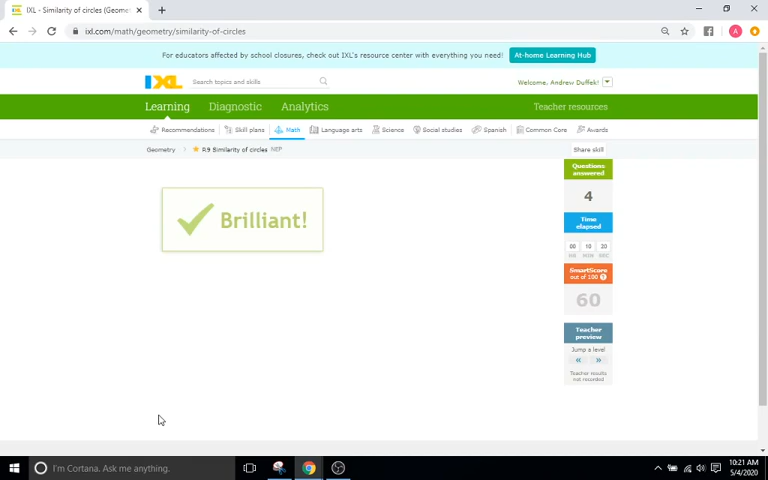 IXL - Similarity of circles (Geome
ixl.com/math/geometry/similarity-of-circles
For educators affected by school closures, check out IXL's resource center with everything you need!
At-home Learning Hub
IXL
Search topics and skills
Welcome, Andrew Duffek!
Learning
Diagnostic
Analytics
Teacher resources
Recommendations
Skill plans
Math
Language arts
Science
Social studies
Spanish
Common Core
Awards
Geometry
Similarity of circles
Share skill
Brilliant!
Questions
answered
4
Time
elapsed
00 10 20
HR MIN SEC
SmartScore
out of 100
60
Teacher
preview
Jump a level
Teacher results
not recorded
I'm Cortana. Ask me anything.
10:21 AM
5/4/2020